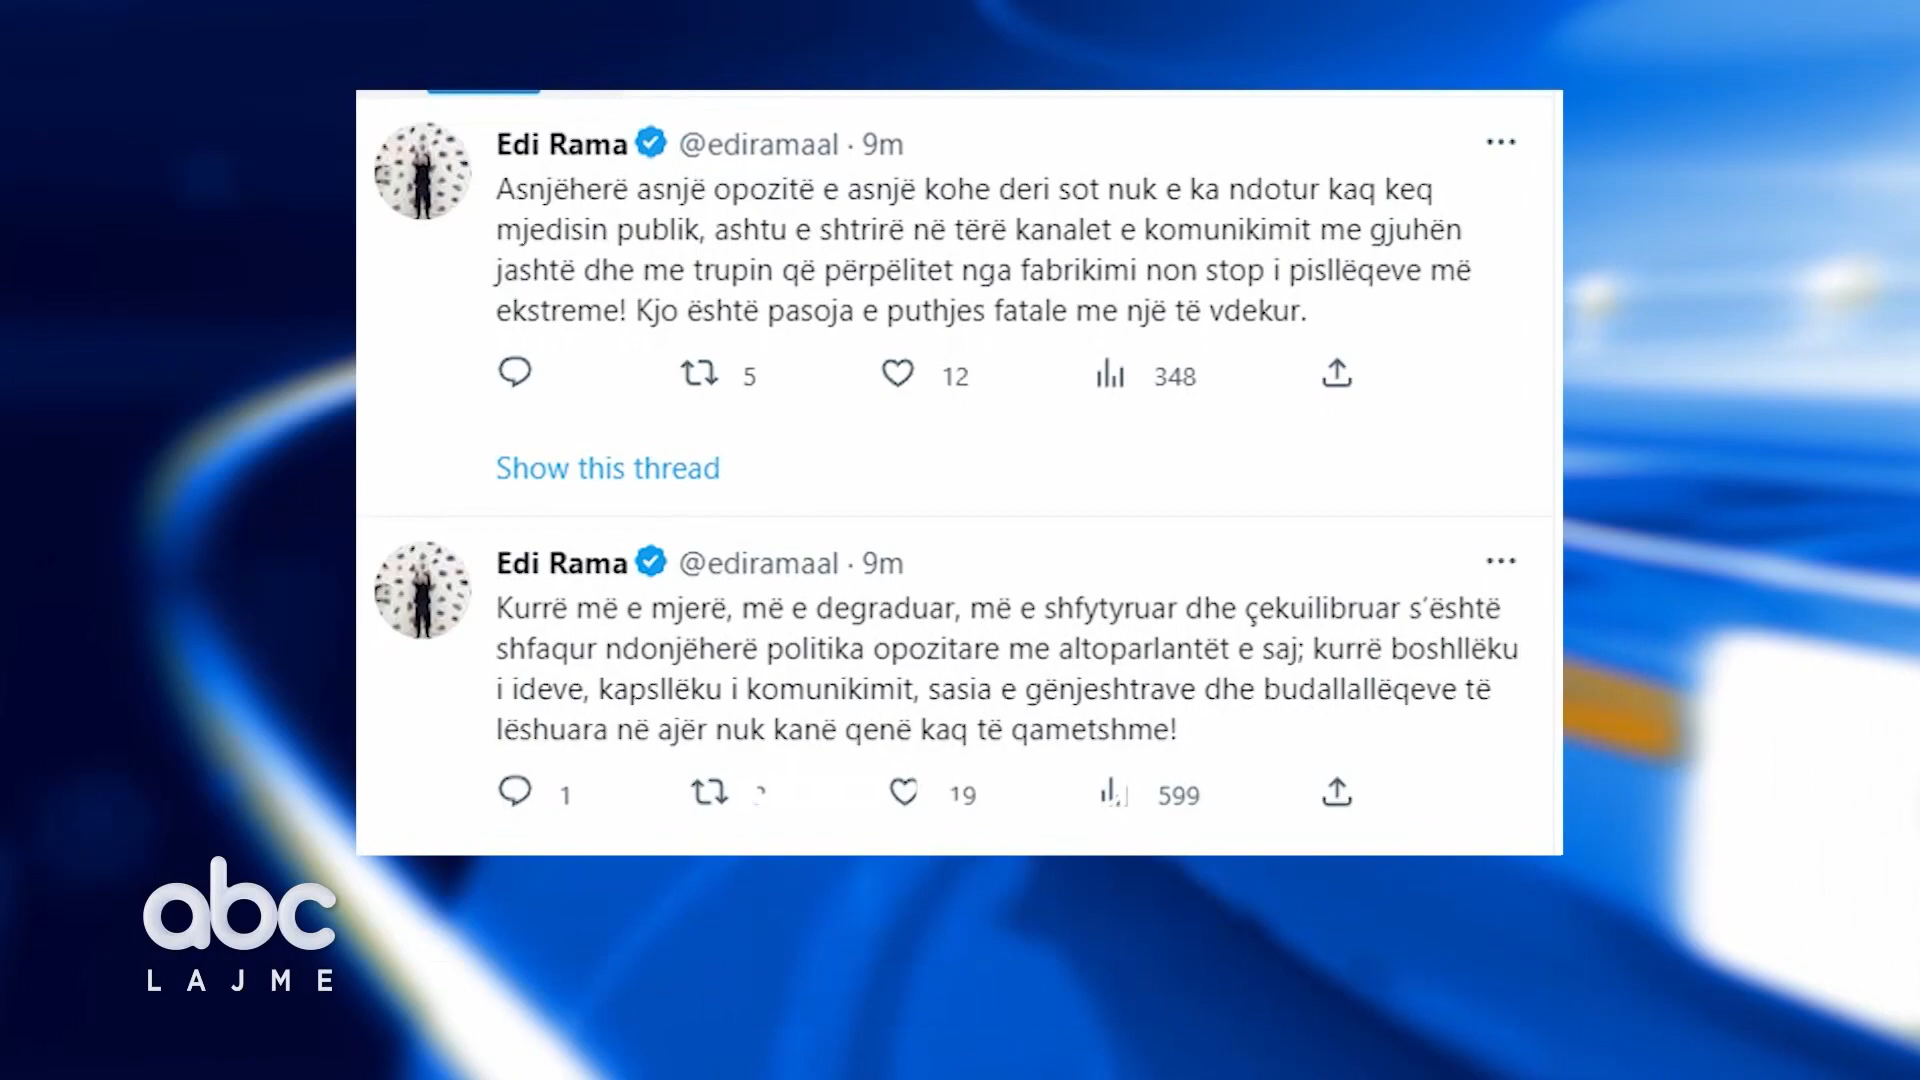 Edi Rama @ediramaal · 9m
Asnjëherë asnjë opozitë e asnjë kohe deri sot nuk e ka ndotur kaq keq
mjedisin publik, ashtu e shtrirë në tërë kanalet e komunikimit me gjuhën
jashtë dhe me trupin që përpëlitet nga fabrikimi non stop i pisllëqeve më
ekstreme! Kjo është pasoja e puthjes fatale me një të vdekur.
5 12 348
Show this thread
Edi Rama @ediramaal · 9m
Kurrë më e mjerë, më e degraduar, më e shfytyruar dhe çekuilibruar s’është
shfaqur ndonjëherë politika opozitare me altoparlantët e saj; kurrë boshllëku
i ideve, kapsllëku i komunikimit, sasia e gënjeshtrave dhe budallallëqeve të
lëshuara në ajër nuk kanë qenë kaq të qametshme!
1 19 599
abc
LAJME